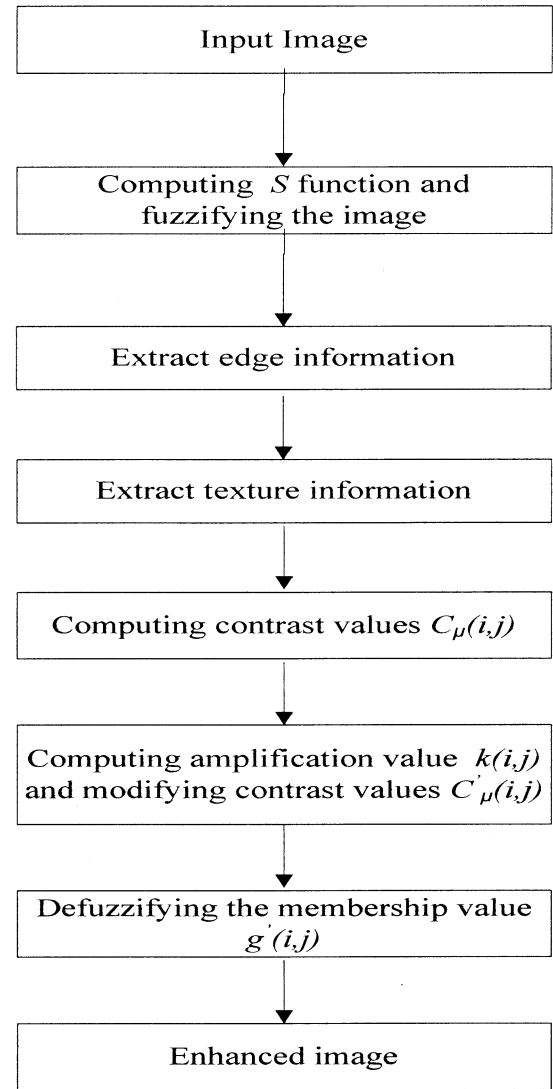 Input Image
Computing S function and
fuzzifying the image
Extract edge information
Extract texture information
Computing contrast values Cμ(i,j)
Computing amplification value k(i,j)
and modifying contrast values C'μ(i,j)
Defuzzifying the membership value
g'(i,j)
Enhanced image